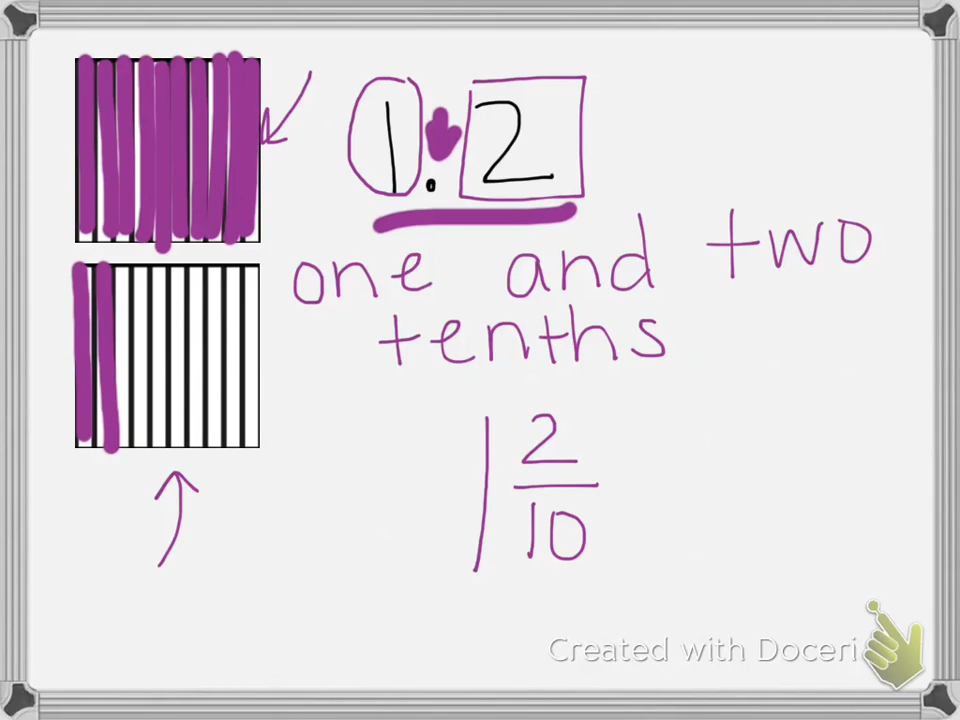 1.2
one and two
tenths
1 2/10
Created with Doceri